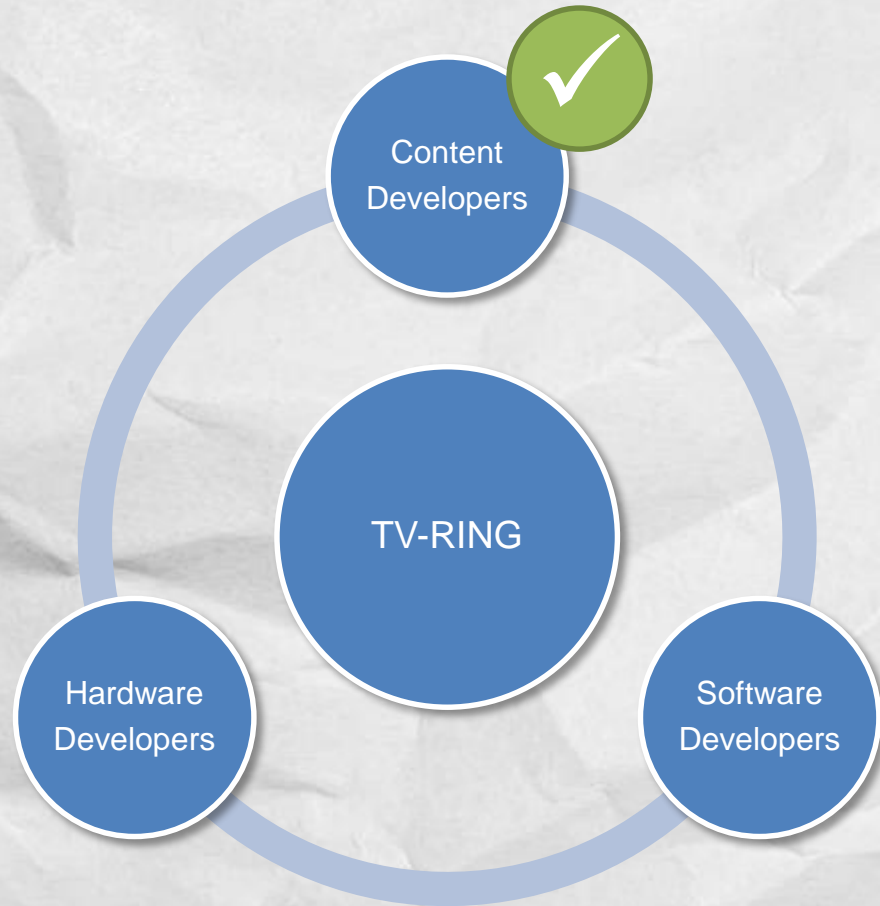 Content
Developers
TV-RING
Hardware
Developers
Software
Developers